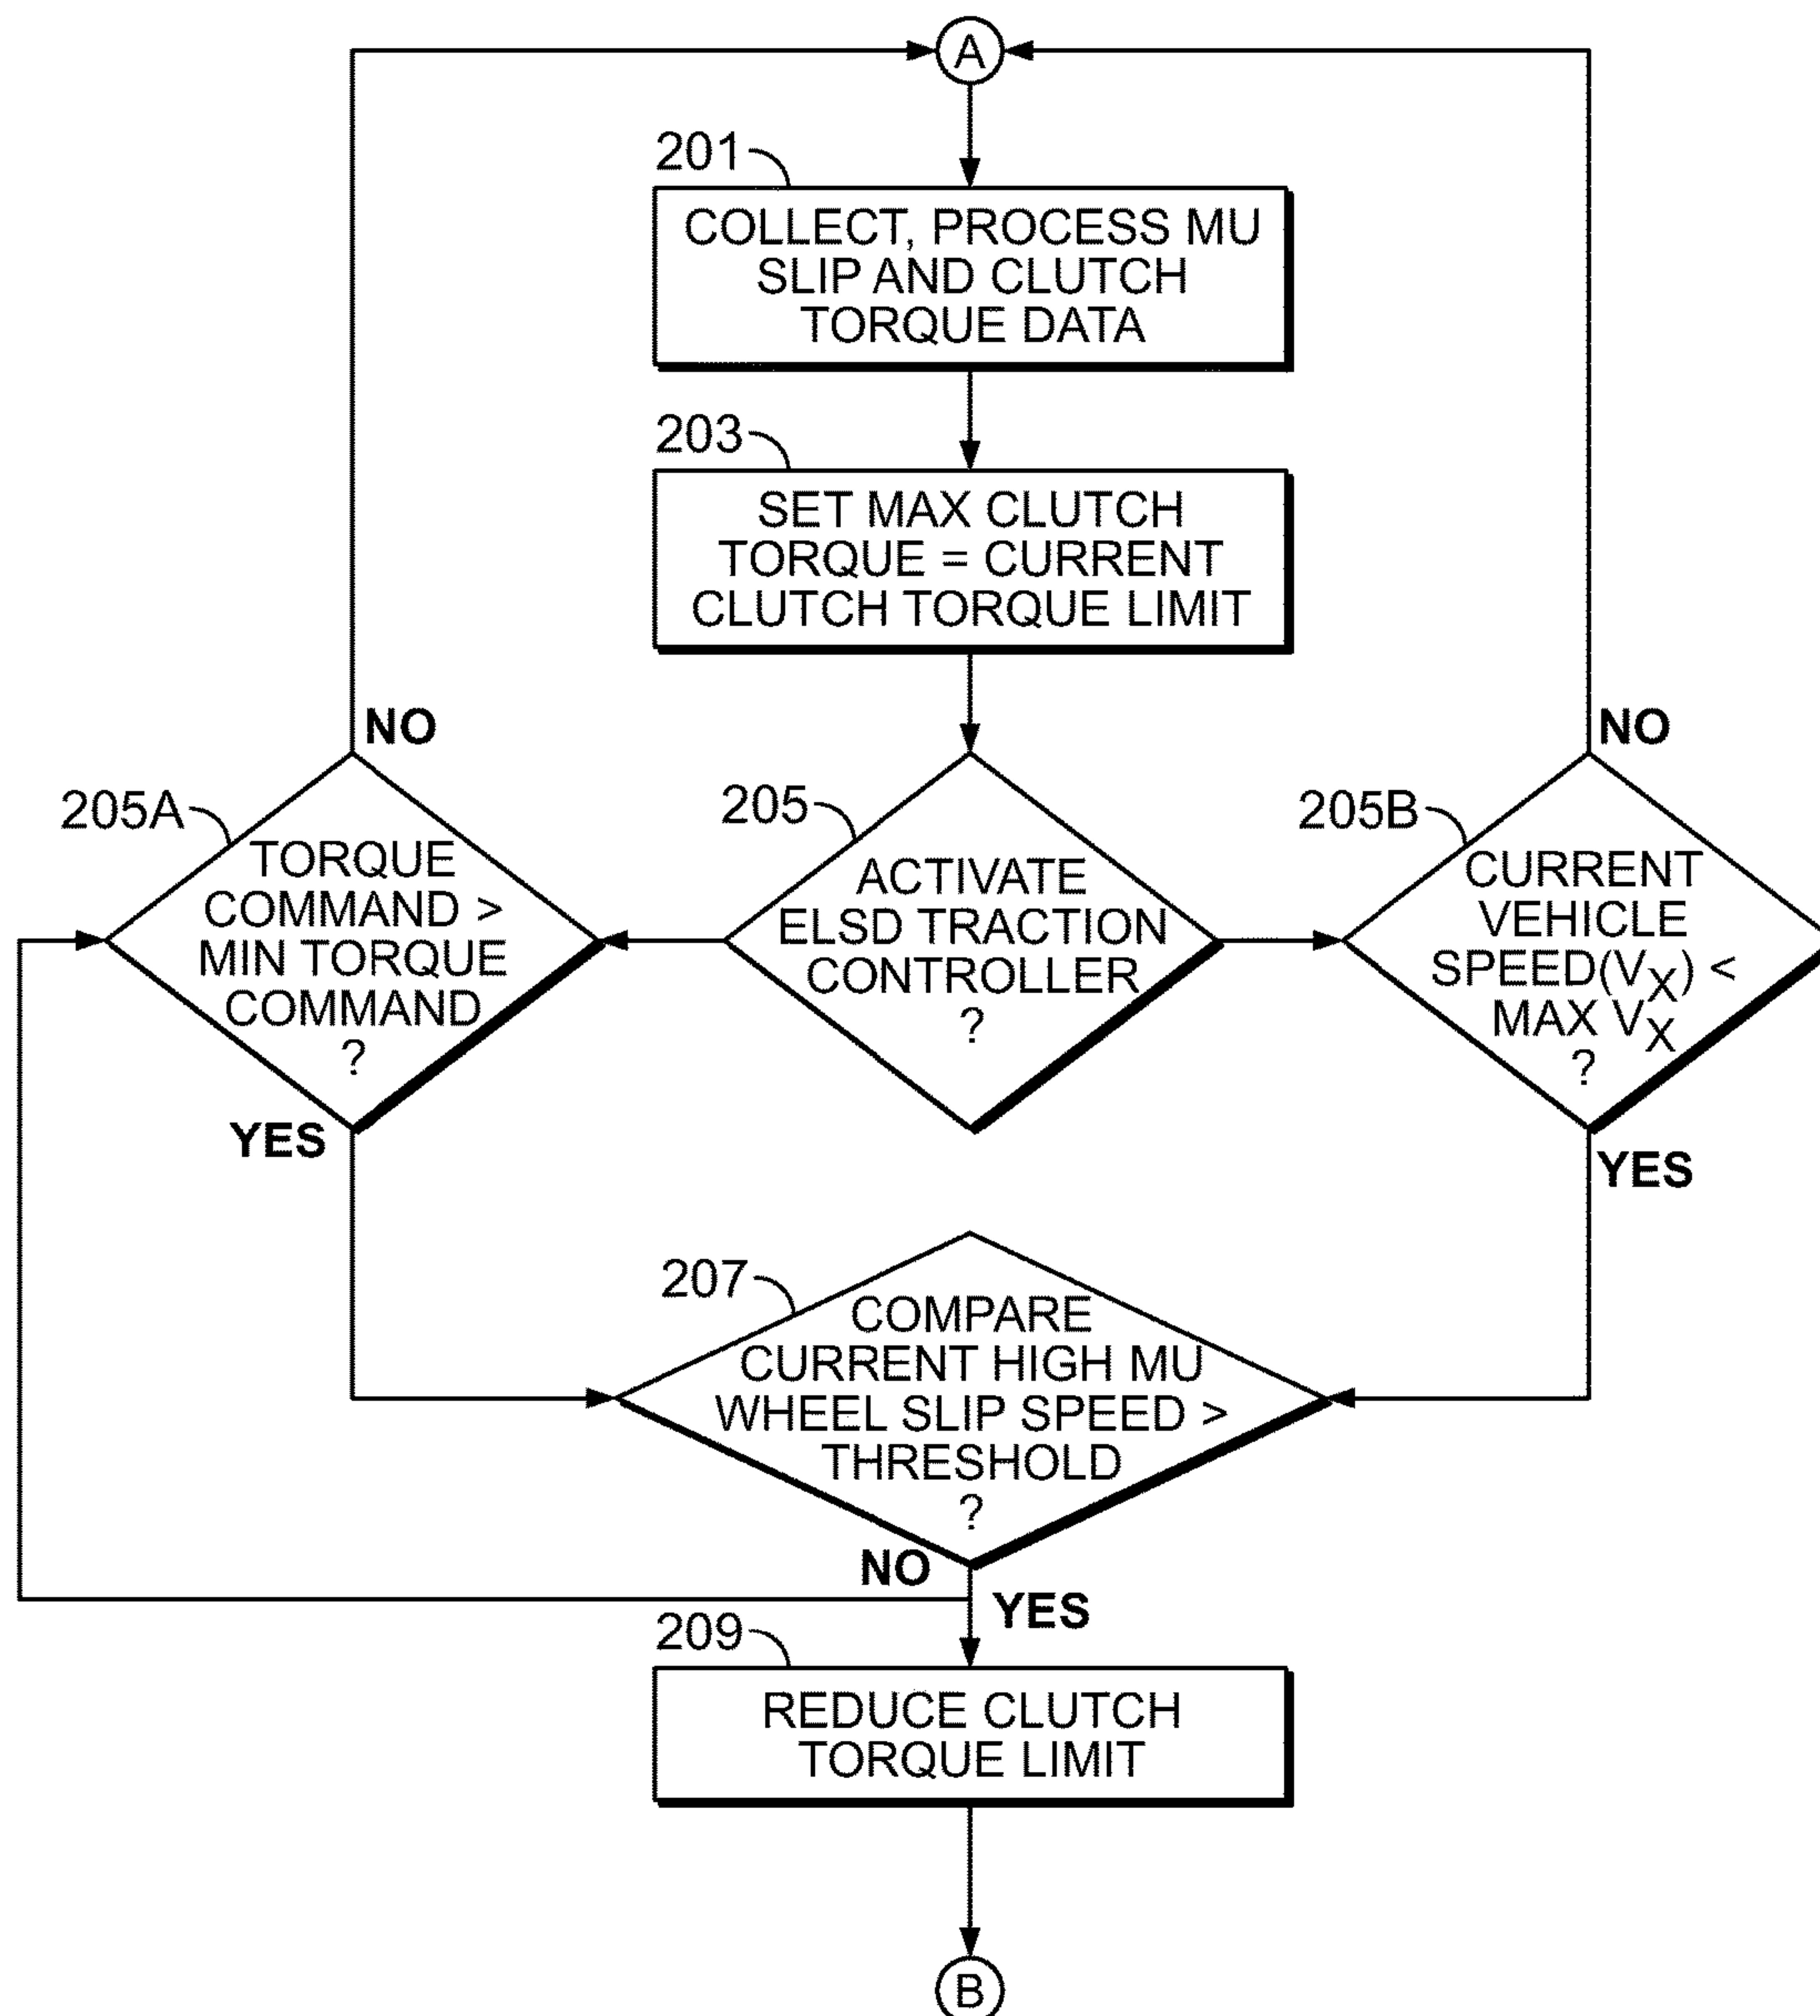 A
201
COLLECT, PROCESS MU
SLIP AND CLUTCH
TORQUE DATA
203
SET MAX CLUTCH
TORQUE = CURRENT
CLUTCH TORQUE LIMIT
NO
NO
205A
TORQUE
COMMAND >
MIN TORQUE
COMMAND
?
205
ACTIVATE
ELSD TRACTION
CONTROLLER
?
205B
CURRENT
VEHICLE
SPEED(VX) <
MAX VX
?
YES
YES
207
COMPARE
CURRENT HIGH MU
WHEEL SLIP SPEED >
THRESHOLD
?
NO
YES
209
REDUCE CLUTCH
TORQUE LIMIT
B